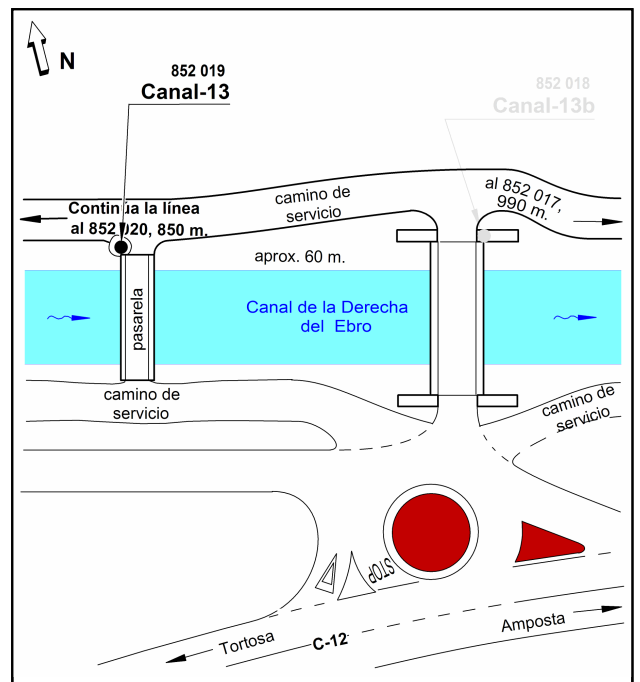 N
852 019
Canal-13
852 018
Canal-13b
camino de
servicio
al 852 017,
990 m.
Continúa la línea
al 852 020, 850 m.
aprox. 60 m.
pasarela
Canal de la Derecha
del Ebro
camino de
servicio
camino de
servicio
STOP
Tortosa
C-12
Amposta